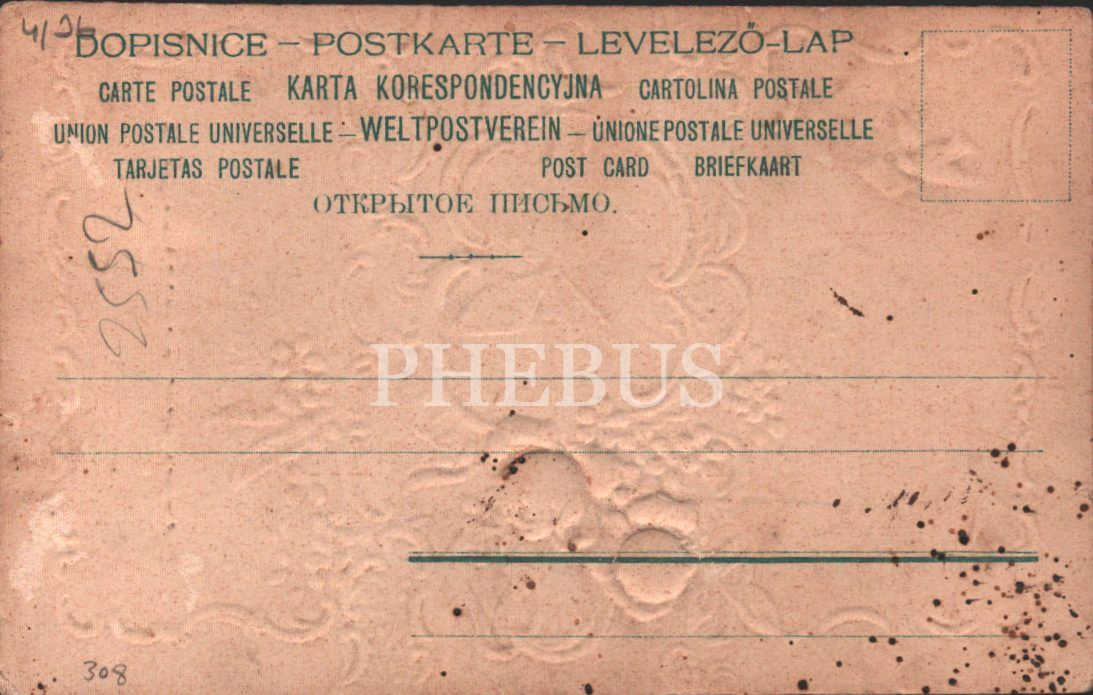 4/36
DOPISNICE – POSTKARTE – LEVELEZŐ-LAP
CARTE POSTALE KARTA KORESPONDENCYJNA CARTOLINA POSTALE
UNION POSTALE UNIVERSELLE – WELTPOSTVEREIN – UNIONE POSTALE UNIVERSELLE
TARJETAS POSTALE POST CARD BRIEFKAART
ОТКРЫТОЕ ПИСЬМО.
2552
PHEBUS
308